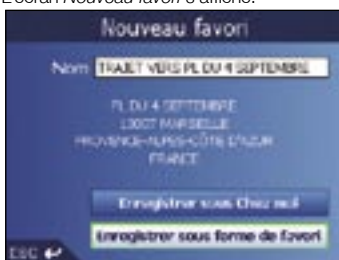 L'écran Nouveau favori s'affiche.
Nouveau favori
Nom TRAJET VERS PL DU 4 SEPTEMBRE
PL DU 4 SEPTEMBRE
13007 MARSEILLE
PROVENCE-ALPES-CÔTE D'AZUR
FRANCE
Enregistrer sous Chez moi
Enregistrer sous forme de favori
ESC